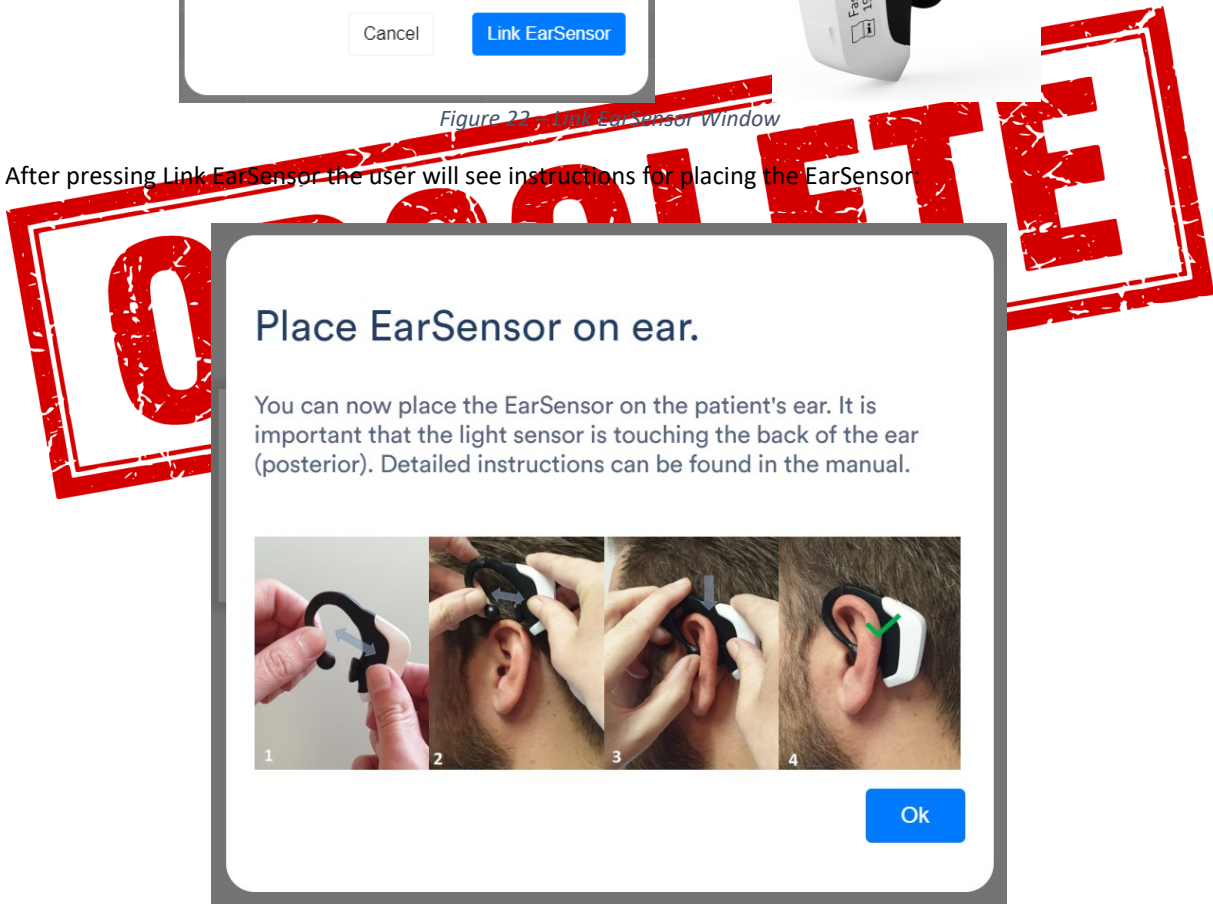 Cancel
Link EarSensor
Figure 22 – Link EarSensor Window
After pressing Link EarSensor the user will see instructions for placing the EarSensor:
OBSOLETE
Place EarSensor on ear.
You can now place the EarSensor on the patient's ear. It is
important that the light sensor is touching the back of the ear
(posterior). Detailed instructions can be found in the manual.
1
2
3
4
Ok